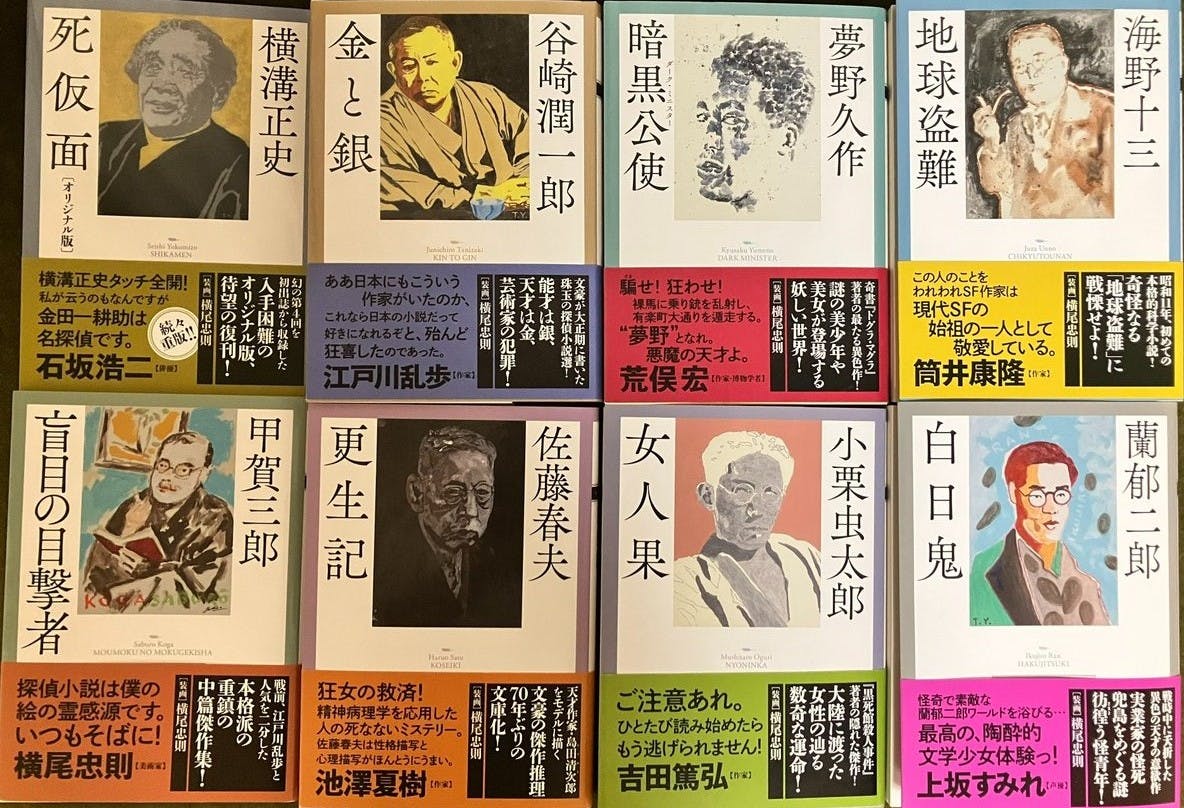 横溝正史
死仮面
[オリジナル版]
Seishi Yokomizo
SHIKAMEN
幻の第4回を
初出誌から収録した
オリジナル版、
入手困難の
待望の復刊！
[装画]横尾忠則
続々
重版!!
横溝正史タッチ全開！
私が云うのもなんですが
金田一耕助は
名探偵です。
石坂浩二【俳優】
谷崎潤一郎
金と銀
T.Y.
Junichiro Tanizaki
KIN TO GIN
文豪が大正期に書いた
珠玉の探偵小説選！
能才は銀、
天才は金、
芸術家の犯罪！
[装画]横尾忠則
ああ日本にもこういう
作家がいたのか、
これなら日本の小説だって
好きになれるぞと、殆んど
狂喜したのであった。
江戸川乱歩【作家】
夢野久作
暗黒公使
ダーク・ミニスター
Kyusaku Yumeno
DARK MINISTER
奇書『ドグラ・マグラ』
著者の最たる異色作！
謎の美少年や
美女が登場する
妖しい世界！
[装画]横尾忠則
騙せ！狂わせ！
裸馬に乗り銃を乱射し、
有楽町大通りを遁走する。
“夢野”となれ。
悪魔の天才よ。
荒俣宏【作家・博物学者】
海野十三
地球盗難
Juza Unno
CHIKYUTOUNAN
昭和11年、初めての
本格的科学小説。
奇怪なる
「地球盗難」に
戦慄せよ！
[装画]横尾忠則
この人のことを
われわれSF作家は
現代SFの
始祖の一人として
敬愛している。
筒井康隆【作家】
甲賀三郎
盲目の目撃者
KOGA SABURO
Saburo Koga
MOUMOKU NO MOKUGEKISHA
戦前、江戸川乱歩と
人気を二分した
本格派の
重鎮の
中篇傑作集！
[装画]横尾忠則
探偵小説は僕の
絵の霊感源です。
いつもそばに！
横尾忠則【美術家】
佐藤春夫
更生記
Haruo Sato
KOSEIKI
天才作家・島田清次郎
をモデルに描く
文豪の傑作推理
70年ぶりの
文庫化！
[装画]横尾忠則
狂女の救済！
精神病理学を応用した
人の死なないミステリー。
佐藤春夫は性格描写と
心理描写がほんとうにうまい。
池澤夏樹【作家】
小栗虫太郎
女人果
Mushitaro Oguri
NYONINKA
『黒死館殺人事件』
著者の隠れた傑作！
大陸に渡った
女性の辿る
数奇な運命！
[装画]横尾忠則
ご注意あれ。
ひとたび読み始めたら
もう逃げられません！
吉田篤弘【作家】
蘭郁二郎
白日鬼
T.Y.
Ikujiro Ran
HAKUJITSUKI
戦時中に夭折した
異色の天才の意欲作
実業家の怪死
兜島をめぐる謎
彷徨う怪青年！
[装画]横尾忠則
怪奇で素敵な
蘭郁二郎ワールドを浴びる…
最高の、陶酔的
文学少女体験っ！
上坂すみれ【声優】